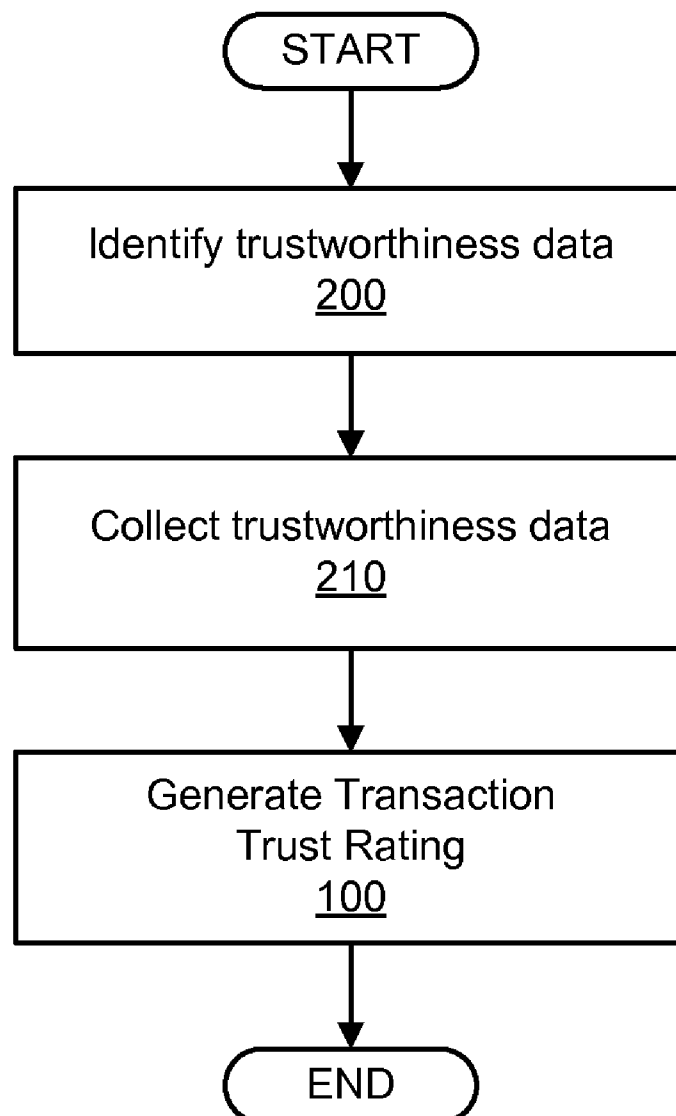 START
Identify trustworthiness data
200
Collect trustworthiness data
210
Generate Transaction
Trust Rating
100
END